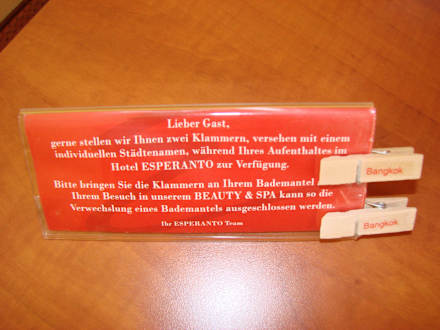 Lieber Gast,
gerne stellen wir Ihnen zwei Klammern, versehen mit einem
individuellen Städtenamen, während Ihres Aufenthaltes im
Hotel ESPERANTO zur Verfügung.
Bitte bringen Sie die Klammern an Ihrem Bademantel
Ihrem Besuch in unserem BEAUTY & SPA kann so die
Verwechslung eines Bademantels ausgeschlossen werden.
Ihr ESPERANTO Team
Bangkok
Bangkok